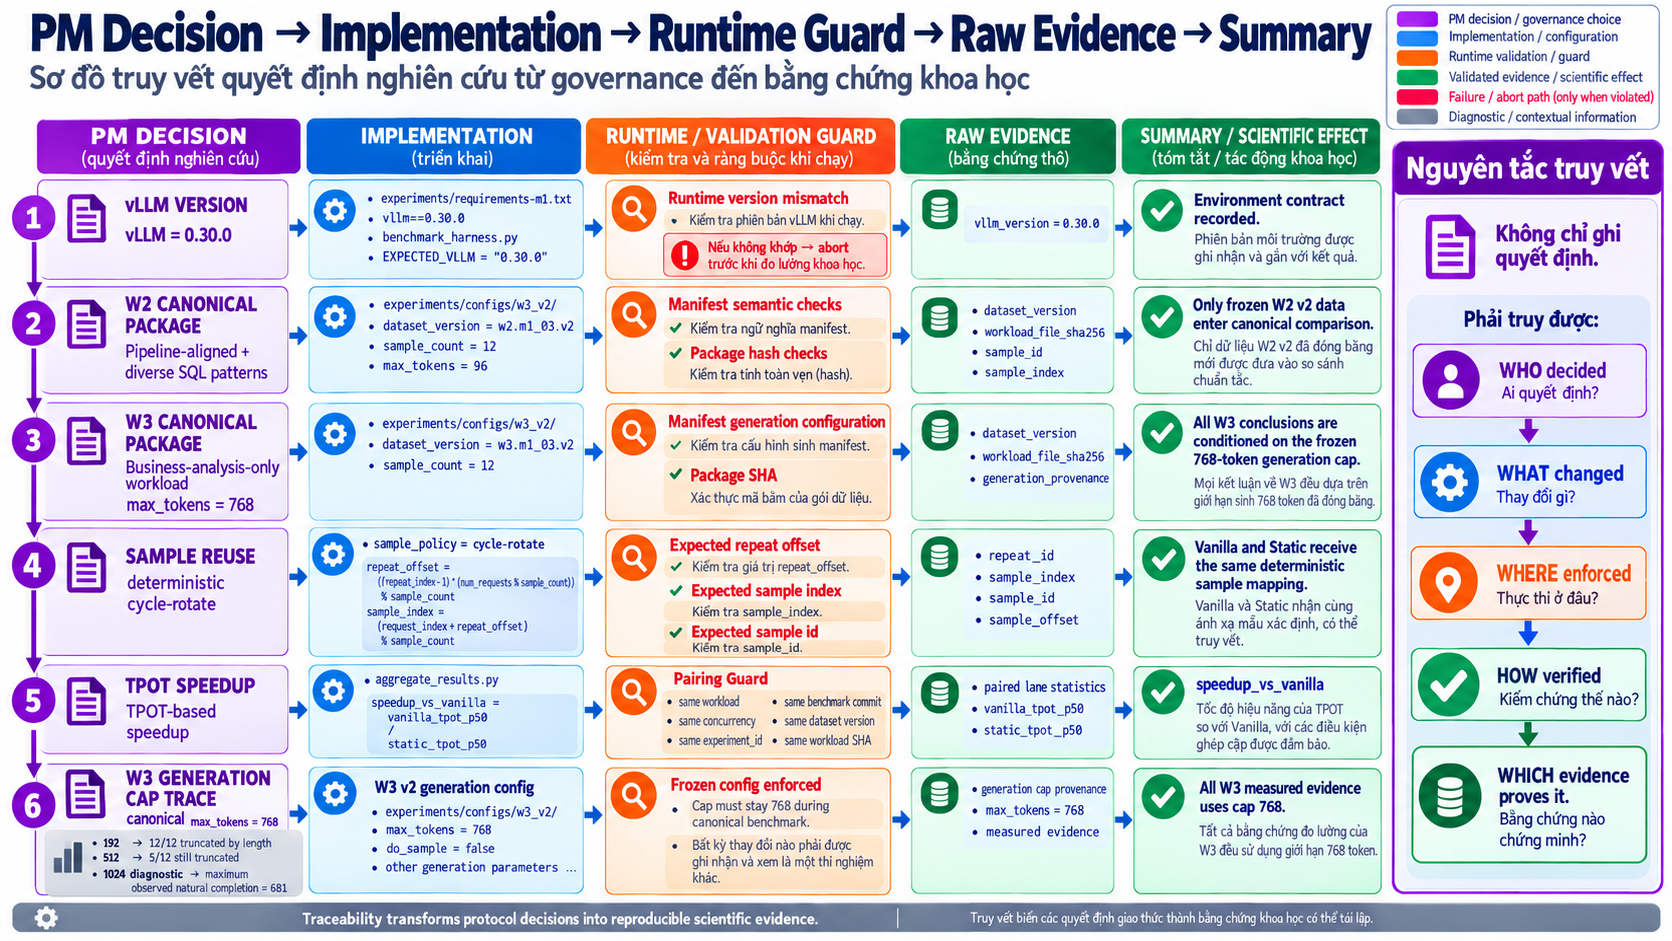 PM Decision → Implementation → Runtime Guard → Raw Evidence → Summary
Sơ đồ truy vết quyết định nghiên cứu từ governance đến bằng chứng khoa học
PM decision / governance choice
Implementation / configuration
Runtime validation / guard
Validated evidence / scientific effect
Failure / abort path (only when violated)
Diagnostic / contextual information
PM DECISION
(quyết định nghiên cứu)
IMPLEMENTATION
(triển khai)
RUNTIME / VALIDATION GUARD
(kiểm tra và ràng buộc khi chạy)
RAW EVIDENCE
(bằng chứng thô)
SUMMARY / SCIENTIFIC EFFECT
(tóm tắt / tác động khoa học)
1
vLLM VERSION
vLLM = 0.30.0
• experiments/requirements-m1.txt
• vllm==0.30.0
• benchmark_harness.py
• EXPECTED_VLLM = "0.30.0"
Runtime version mismatch
• Kiểm tra phiên bản vLLM khi chạy.
Nếu không khớp → abort
trước khi đo lường khoa học.
vllm_version = 0.30.0
Environment contract
recorded.
Phiên bản môi trường được
ghi nhận và gắn với kết quả.
2
W2 CANONICAL
PACKAGE
Pipeline-aligned +
diverse SQL patterns
• experiments/configs/w3_v2/
• dataset_version = w2.m1_03.v2
• sample_count = 12
• max_tokens = 96
Manifest semantic checks
Kiểm tra ngữ nghĩa manifest.
Package hash checks
Kiểm tra tính toàn vẹn (hash).
• dataset_version
• workload_file_sha256
• sample_id
• sample_index
Only frozen W2 v2 data
enter canonical comparison.
Chỉ dữ liệu W2 v2 đã đóng băng
mới được đưa vào so sánh
chuẩn tắc.
3
W3 CANONICAL
PACKAGE
Business-analysis-only
workload
max_tokens = 768
• experiments/configs/w3_v2/
• dataset_version = w3.m1_03.v2
• sample_count = 12
Manifest generation configuration
Kiểm tra cấu hình sinh manifest.
Package SHA
Xác thực mã băm của gói dữ liệu.
• dataset_version
• workload_file_sha256
• generation_provenance
All W3 conclusions are
conditioned on the frozen
768-token generation cap.
Mọi kết luận về W3 đều dựa trên
giới hạn sinh 768 token đã đóng băng.
4
SAMPLE REUSE
deterministic
cycle-rotate
• sample_policy = cycle-rotate
repeat_offset =
((repeat_index-1) * (num_requests % sample_count))
% sample_count
sample_index =
(request_index + repeat_offset)
% sample_count
Expected repeat offset
Kiểm tra giá trị repeat_offset.
Expected sample index
Kiểm tra sample_index.
Expected sample id
Kiểm tra sample_id.
• repeat_id
• sample_index
• sample_id
• sample_offset
Vanilla and Static receive
the same deterministic
sample mapping.
Vanilla và Static nhận cùng
ánh xạ mẫu xác định, có thể
truy vết.
5
TPOT SPEEDUP
TPOT-based
speedup
• aggregate_results.py
speedup_vs_vanilla =
vanilla_tpot_p50
/
static_tpot_p50
Pairing Guard
• same workload
• same concurrency
• same experiment_id
• same benchmark commit
• same dataset version
• same workload SHA
• paired lane statistics
• vanilla_tpot_p50
• static_tpot_p50
speedup_vs_vanilla
Tốc độ hiệu năng của TPOT
so với Vanilla, với các điều kiện
ghép cặp được đảm bảo.
6
W3 GENERATION
CAP TRACE
canonical max_tokens = 768
• 192 → 12/12 truncated by length
• 512 → 5/12 still truncated
• 1024 diagnostic → maximum
observed natural completion = 681
W3 v2 generation config
• experiments/configs/w3_v2/
• max_tokens = 768
• do_sample = false
• other generation parameters ...
Frozen config enforced
• Cap must stay 768 during
canonical benchmark.
• Bất kỳ thay đổi nào phải được
ghi nhận và xem là một thí nghiệm
khác.
• generation cap provenance
• max_tokens = 768
• measured evidence
All W3 measured evidence
uses cap 768.
Tất cả bằng chứng đo lường của
W3 đều sử dụng giới hạn 768 token.
Nguyên tắc truy vết
Không chỉ ghi
quyết định.
Phải truy được:
WHO decided
Ai quyết định?
WHAT changed
Thay đổi gì?
WHERE enforced
Thực thi ở đâu?
HOW verified
Kiểm chứng thế nào?
WHICH evidence
proves it.
Bằng chứng nào
chứng minh?
Traceability transforms protocol decisions into reproducible scientific evidence.
Truy vết biến các quyết định giao thức thành bằng chứng khoa học có thể tái lập.